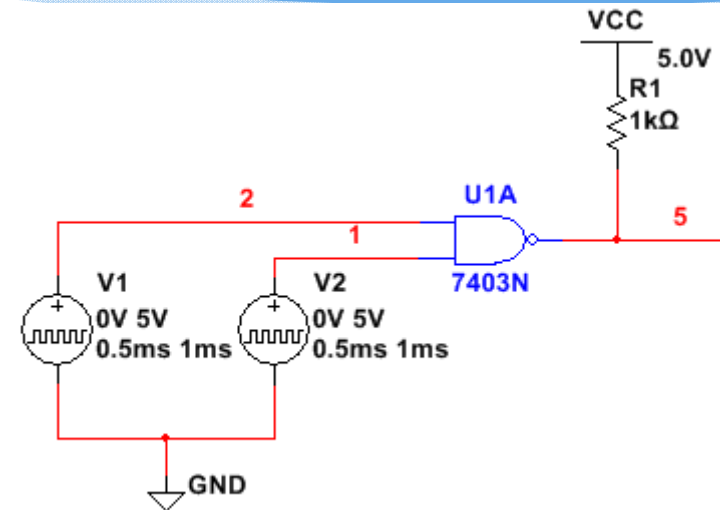 VCC
5.0V
R1
1kΩ
U1A
2
1
5
7403N
V1
0V 5V
0.5ms 1ms
V2
0V 5V
0.5ms 1ms
GND